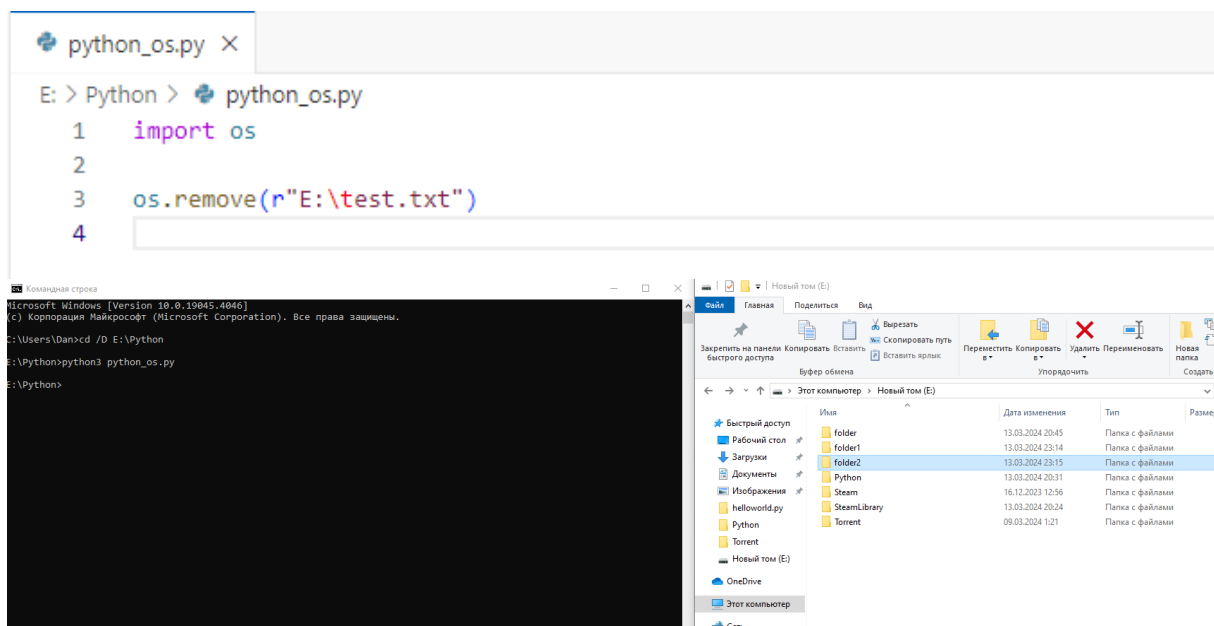 python_os.py
E: > Python > python_os.py
1 import os
2
3 os.remove(r"E:\test.txt")
4
Командная строка
Microsoft Windows [Version 10.0.19045.4046]
(c) Корпорация Майкрософт (Microsoft Corporation). Все права защищены.
C:\Users\Dan>cd /D E:\Python
E:\Python>python3 python_os.py
E:\Python>
Новый том (E:)
Файл Главная Поделиться Вид
Закрепить на панели быстрого доступа
Копировать
Вставить
Вырезать
Скопировать путь
Вставить ярлык
Переместить в
Копировать в
Удалить
Переименовать
Новая папка
Буфер обмена
Упорядочить
Создать
Этот компьютер > Новый том (E:)
Быстрый доступ
Рабочий стол
Загрузки
Документы
Изображения
helloworld.py
Python
Torrent
Новый том (E:)
OneDrive
Этот компьютер
Имя Дата изменения Тип
folder 13.03.2024 20:45 Папка с файлами
folder1 13.03.2024 23:14 Папка с файлами
folder2 13.03.2024 23:15 Папка с файлами
Python 13.03.2024 20:31 Папка с файлами
Steam 16.12.2023 12:56 Папка с файлами
SteamLibrary 13.03.2024 20:24 Папка с файлами
Torrent 09.03.2024 1:21 Папка с файлами